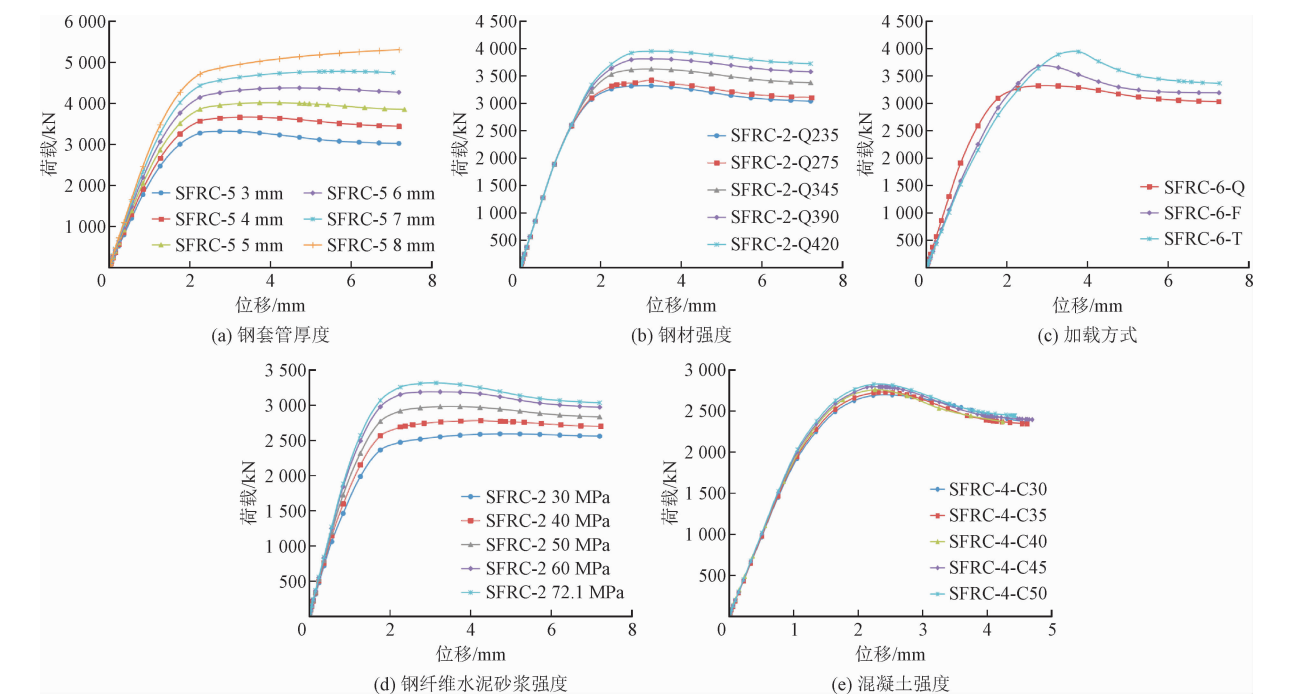 荷载/kN
6 000
5 000
4 000
3 000
2 000
1 000
0 2 4 6 8
SFRC-5 3 mm SFRC-5 6 mm
SFRC-5 4 mm SFRC-5 7 mm
SFRC-5 5 mm SFRC-5 8 mm
位移/mm
(a) 钢套管厚度
荷载/kN
4 500
4 000
3 500
3 000
2 500
2 000
1 500
1 000
500
0 2 4 6 8
SFRC-2-Q235
SFRC-2-Q275
SFRC-2-Q345
SFRC-2-Q390
SFRC-2-Q420
位移/mm
(b) 钢材强度
荷载/kN
4 500
4 000
3 500
3 000
2 500
2 000
1 500
1 000
500
0 2 4 6 8
SFRC-6-Q
SFRC-6-F
SFRC-6-T
位移/mm
(c) 加载方式
荷载/kN
3 500
3 000
2 500
2 000
1 500
1 000
500
0 2 4 6 8
SFRC-2 30 MPa
SFRC-2 40 MPa
SFRC-2 50 MPa
SFRC-2 60 MPa
SFRC-2 72.1 MPa
位移/mm
(d) 钢纤维水泥砂浆强度
荷载/kN
3 000
2 500
2 000
1 500
1 000
500
0 1 2 3 4 5
SFRC-4-C30
SFRC-4-C35
SFRC-4-C40
SFRC-4-C45
SFRC-4-C50
位移/mm
(e) 混凝土强度